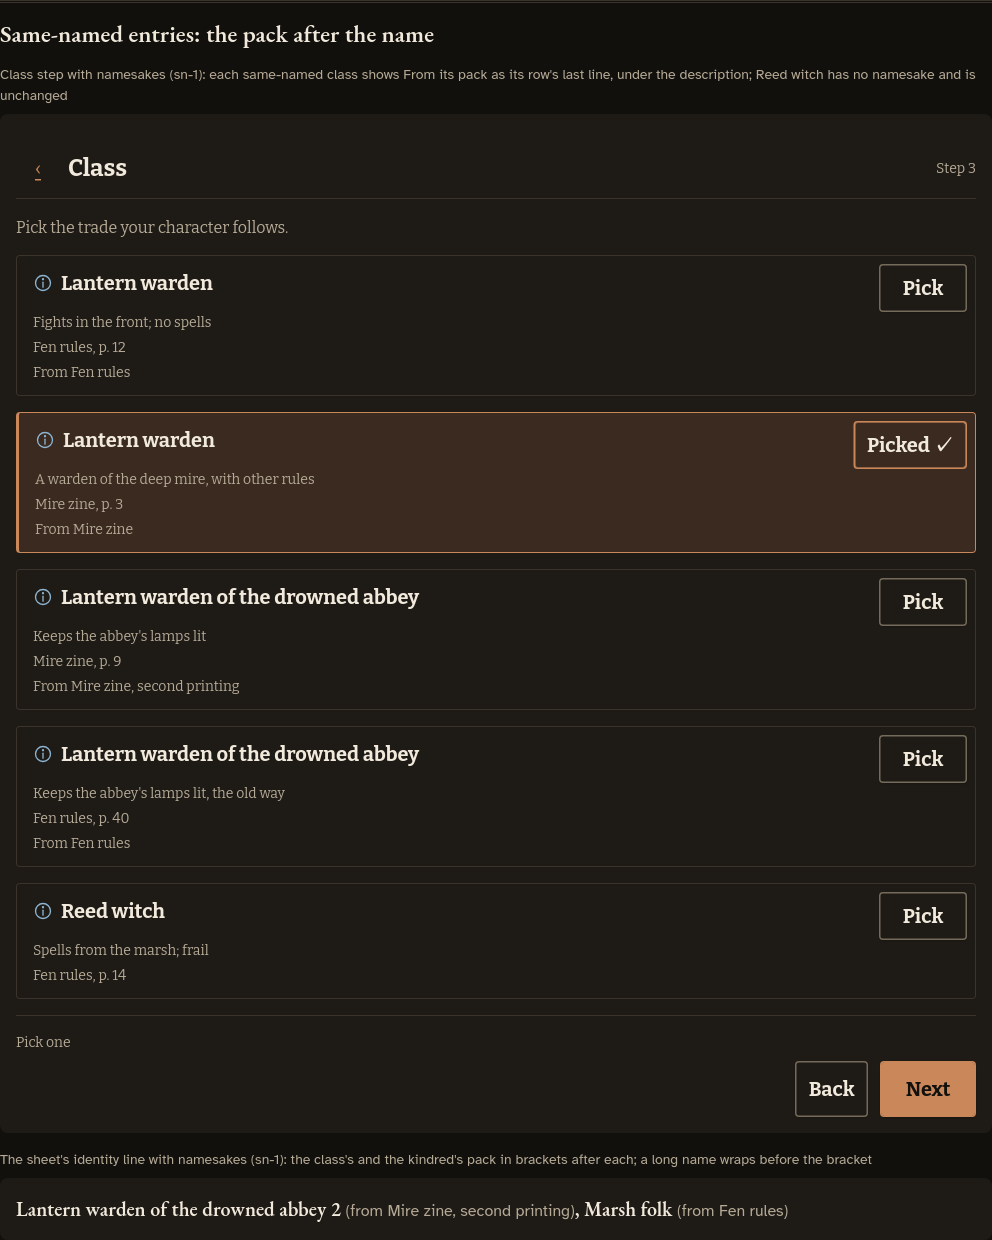 Same-named entries: the pack after the name
Class step with namesakes (sn-1): each same-named class shows From its pack as its row's last line, under the description; Reed witch has no namesake and is
unchanged
‹ Class
Step 3
Pick the trade your character follows.
Lantern warden
Pick
Fights in the front; no spells
Fen rules, p. 12
From Fen rules
Lantern warden
Picked ✓
A warden of the deep mire, with other rules
Mire zine, p. 3
From Mire zine
Lantern warden of the drowned abbey
Pick
Keeps the abbey's lamps lit
Mire zine, p. 9
From Mire zine, second printing
Lantern warden of the drowned abbey
Pick
Keeps the abbey's lamps lit, the old way
Fen rules, p. 40
From Fen rules
Reed witch
Pick
Spells from the marsh; frail
Fen rules, p. 14
Pick one
Back
Next
The sheet's identity line with namesakes (sn-1): the class's and the kindred's pack in brackets after each; a long name wraps before the bracket
Lantern warden of the drowned abbey 2 (from Mire zine, second printing), Marsh folk (from Fen rules)